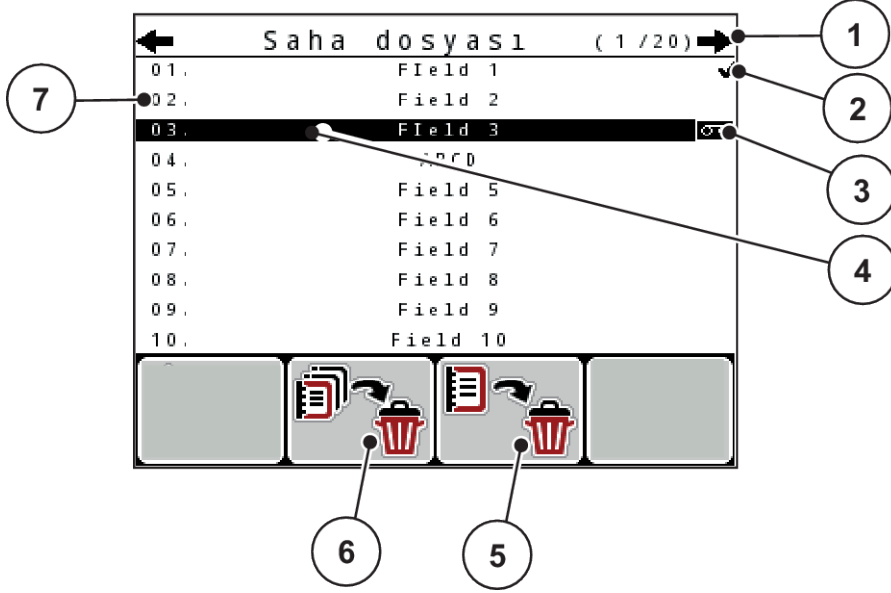 Saha dosyası (1/20)
01. FIeld 1
02. Field 2
03. FIeld 3
04. ABCD
05. Field 5
06. Field 6
07. Field 7
08. Field 8
09. Field 9
10. Field 10
1
2
3
4
5
6
7